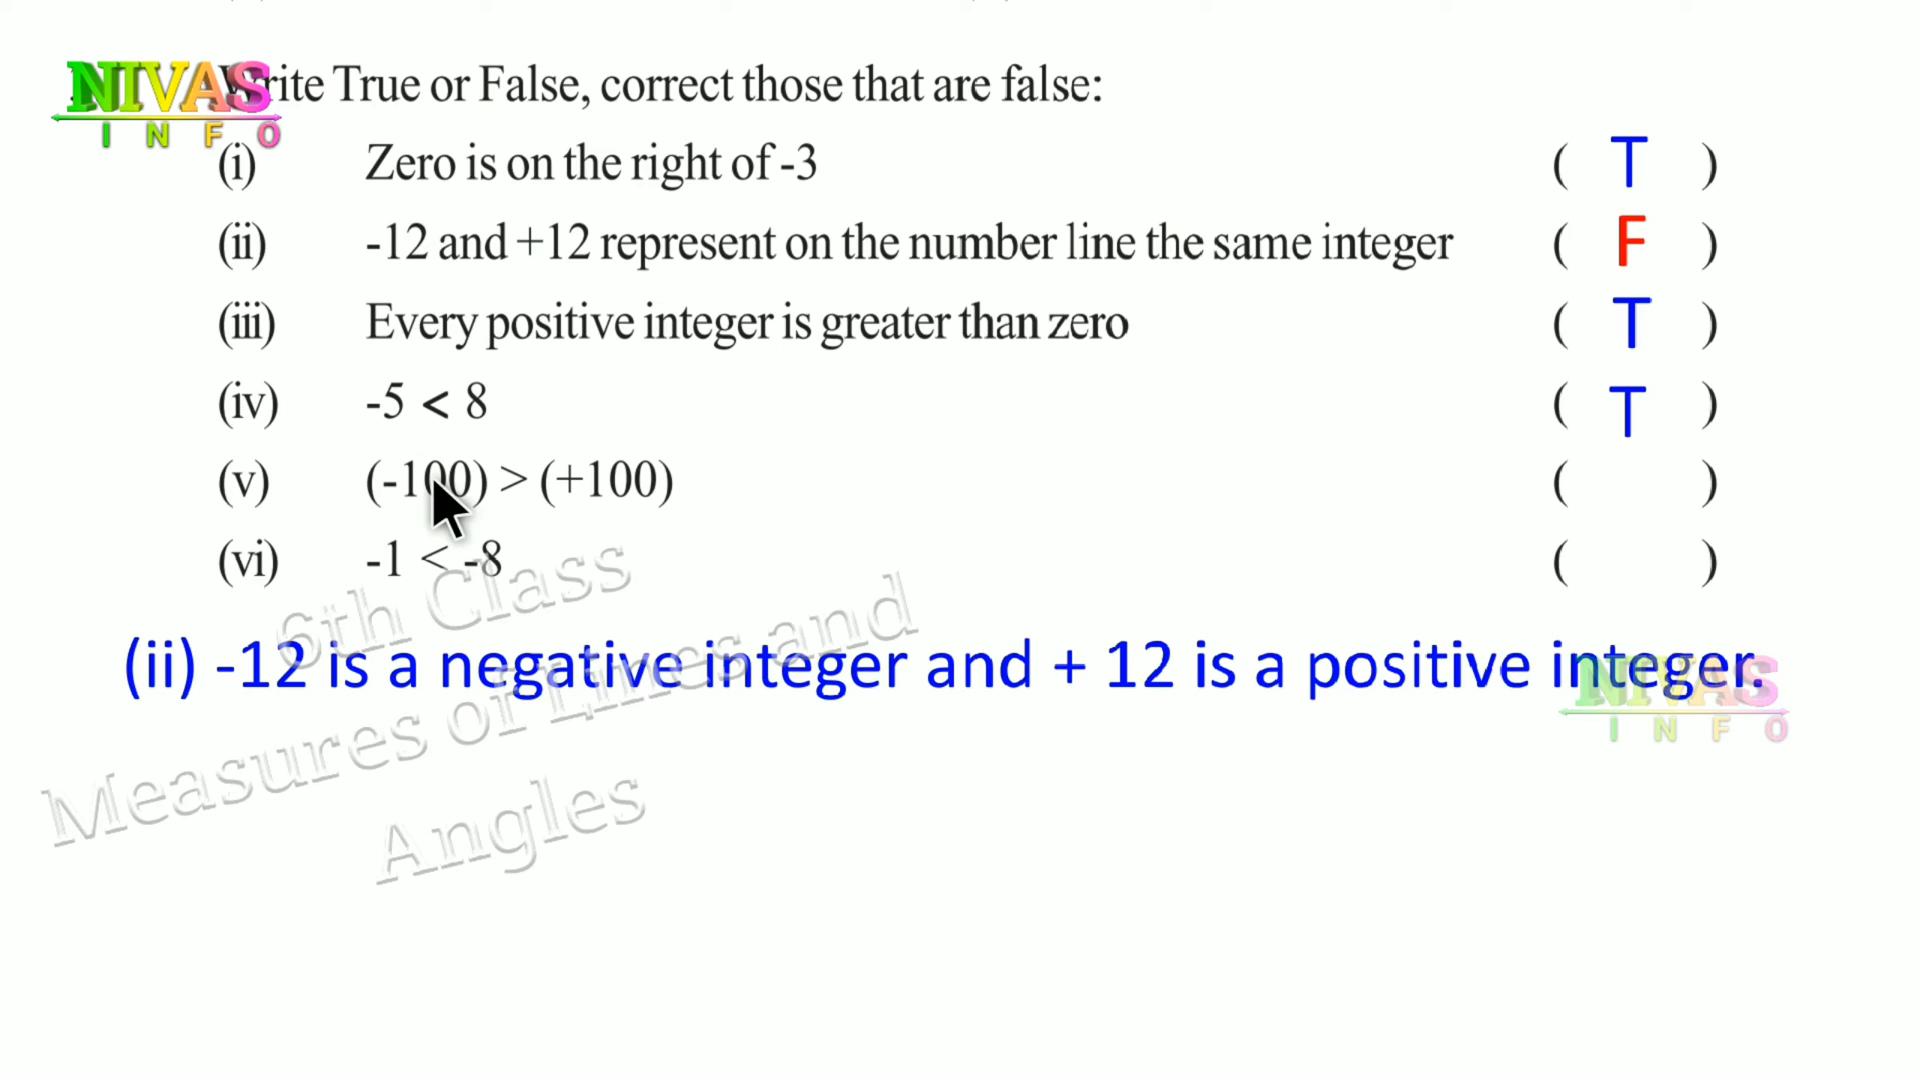 NIVAS
INFO
Write True or False, correct those that are false:
(i) Zero is on the right of -3 ( T )
(ii) -12 and +12 represent on the number line the same integer ( F )
(iii) Every positive integer is greater than zero ( T )
(iv) -5 < 8 ( T )
(v) (-100) > (+100) ( )
(vi) -1 < -8 ( )
6th Class
Measures of Lines and
Angles
(ii) -12 is a negative integer and + 12 is a positive integer.
NIVAS
INFO